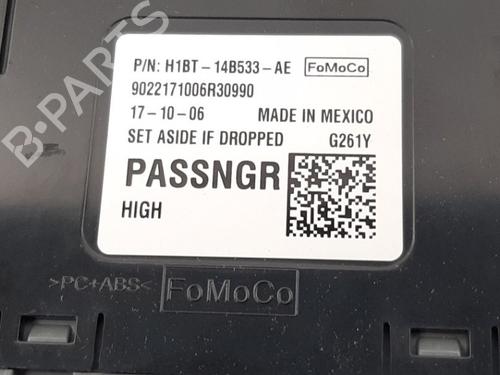 P/N: H1BT-14B533-AE FoMoCo
9022171006R30990
17-10-06 MADE IN MEXICO
SET ASIDE IF DROPPED G261Y
PASSNGR
HIGH
>PC+ABS< FoMoCo